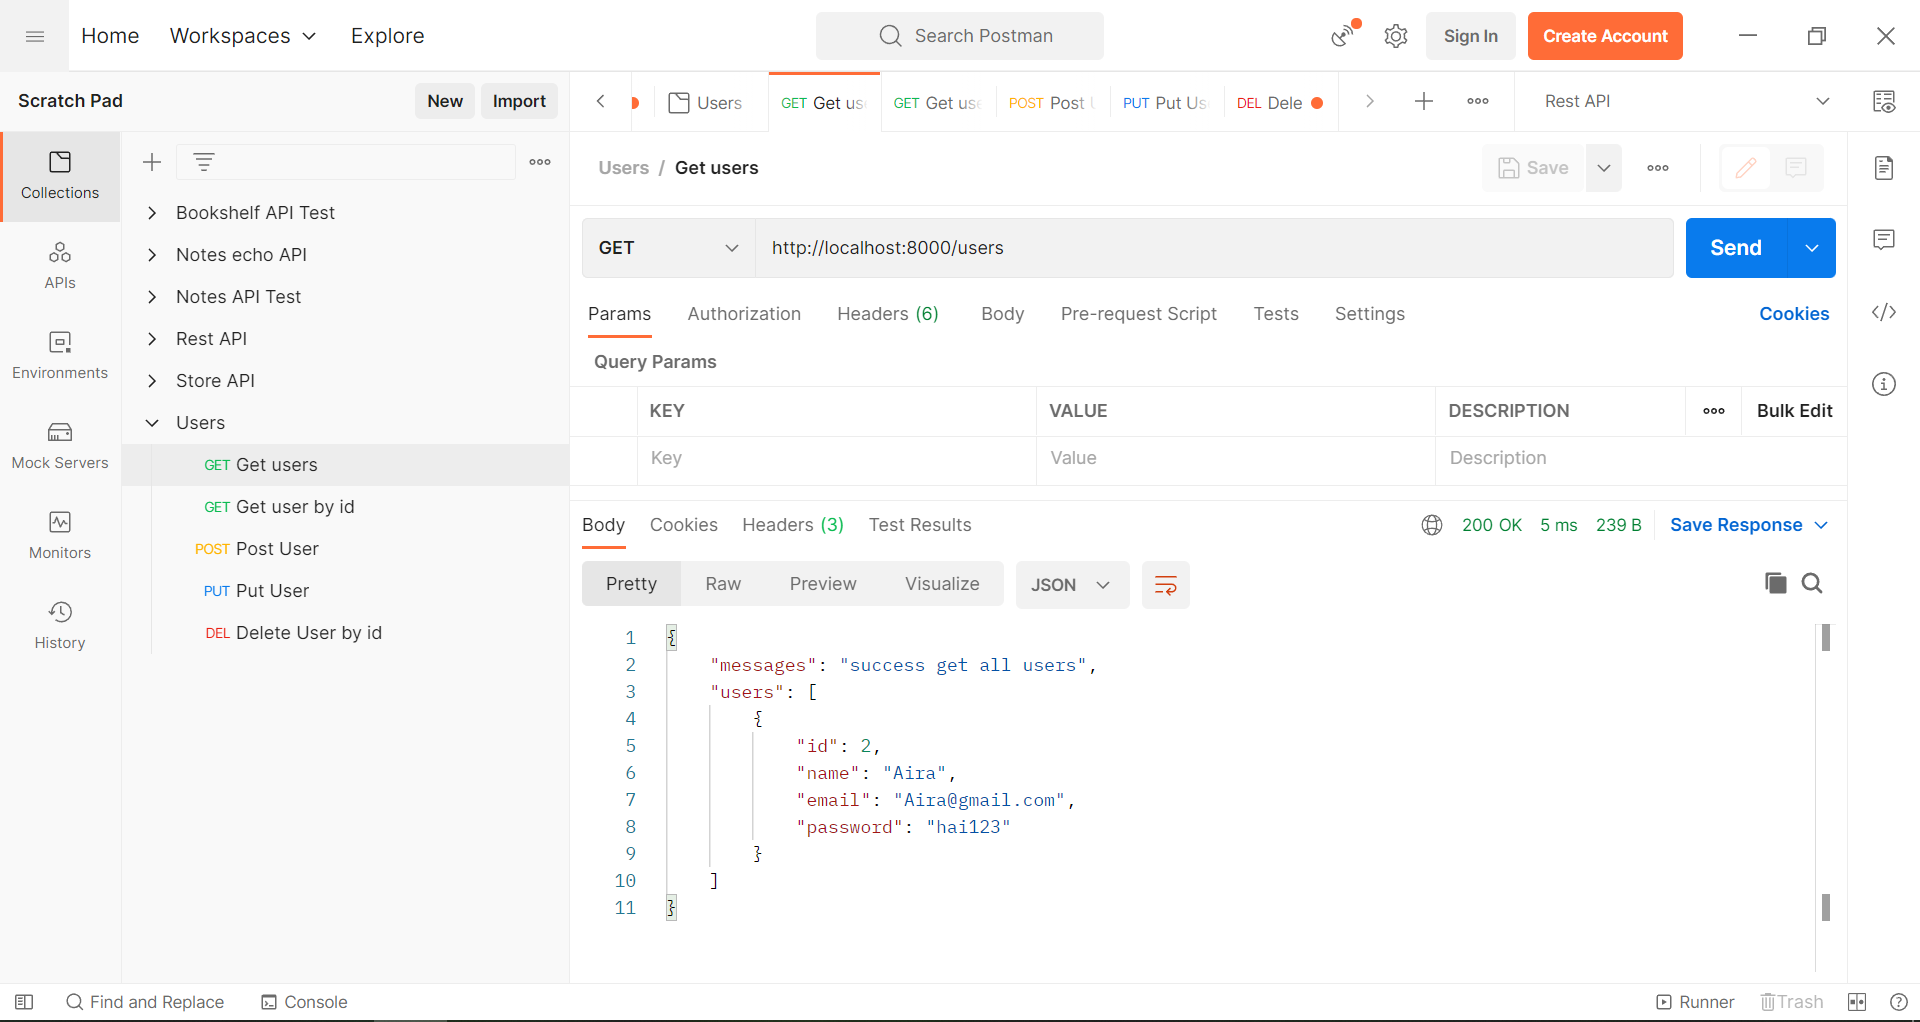 Home Workspaces Explore Search Postman Sign In Create Account
Scratch Pad New Import Users GET Get us GET Get use POST Post PUT Put Us DEL Dele Rest API
Users / Get users Save
Collections
Bookshelf API Test
Notes echo API
Notes API Test
Rest API
Store API
Users
GET Get users
GET Get user by id
POST Post User
PUT Put User
DEL Delete User by id
APIs
Environments
Mock Servers
Monitors
History
GET http://localhost:8000/users Send
Params Authorization Headers (6) Body Pre-request Script Tests Settings Cookies
Query Params
KEY VALUE DESCRIPTION Bulk Edit
Key Value Description
Body Cookies Headers (3) Test Results 200 OK 5 ms 239 B Save Response
Pretty Raw Preview Visualize JSON
1 {
2 "messages": "success get all users",
3 "users": [
4 {
5 "id": 2,
6 "name": "Aira",
7 "email": "Aira@gmail.com",
8 "password": "hai123"
9 }
10 ]
11 }
Find and Replace Console Runner Trash